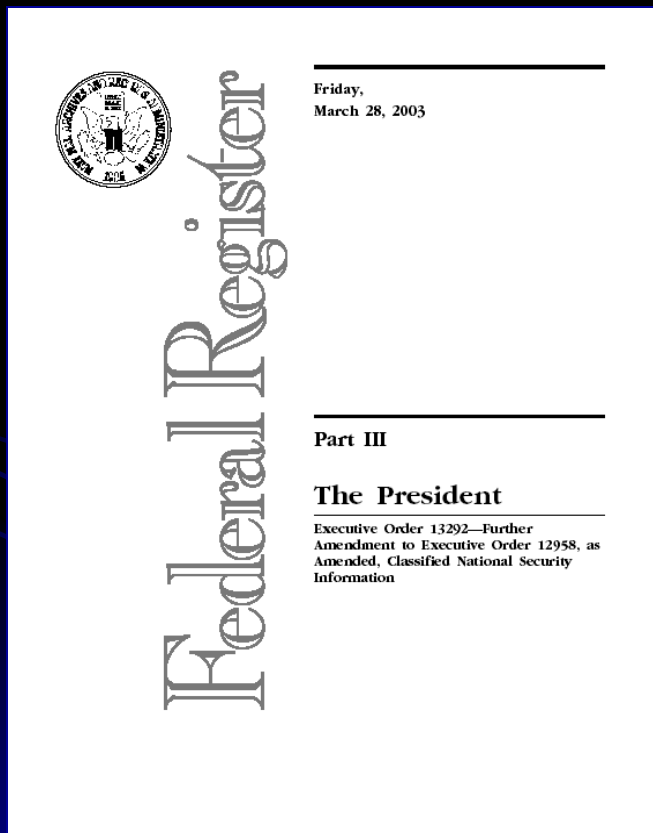 Friday,
March 28, 2003
Federal Register
Part III
The President
Executive Order 13292—Further
Amendment to Executive Order 12958, as
Amended, Classified National Security
Information